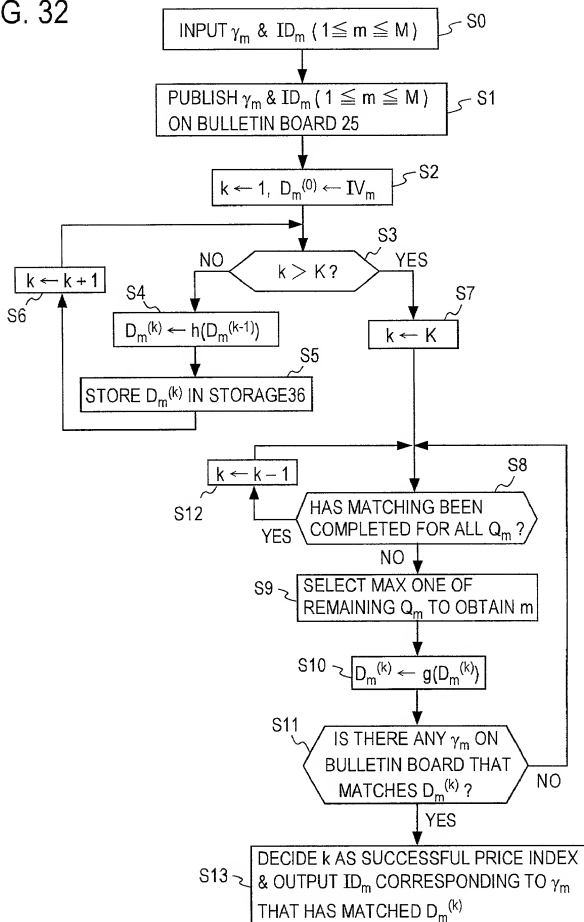 G. 32
INPUT γm & IDm ( 1 ≦ m ≦ M )
S0
PUBLISH γm & IDm ( 1 ≦ m ≦ M )
ON BULLETIN BOARD 25
S1
k ← 1, Dm(0) ← IVm
S2
k > K ?
S3
NO
YES
k ← k + 1
S6
S4
Dm(k) ← h(Dm(k-1))
S5
STORE Dm(k) IN STORAGE36
S7
k ← K
k ← k – 1
S12
S8
HAS MATCHING BEEN
COMPLETED FOR ALL Qm ?
YES
NO
S9
SELECT MAX ONE OF
REMAINING Qm TO OBTAIN m
S10
Dm(k) ← g(Dm(k))
S11
IS THERE ANY γm ON
BULLETIN BOARD THAT
MATCHES Dm(k) ?
NO
YES
S13
DECIDE k AS SUCCESSFUL PRICE INDEX
& OUTPUT IDm CORRESPONDING TO γm
THAT HAS MATCHED Dm(k)